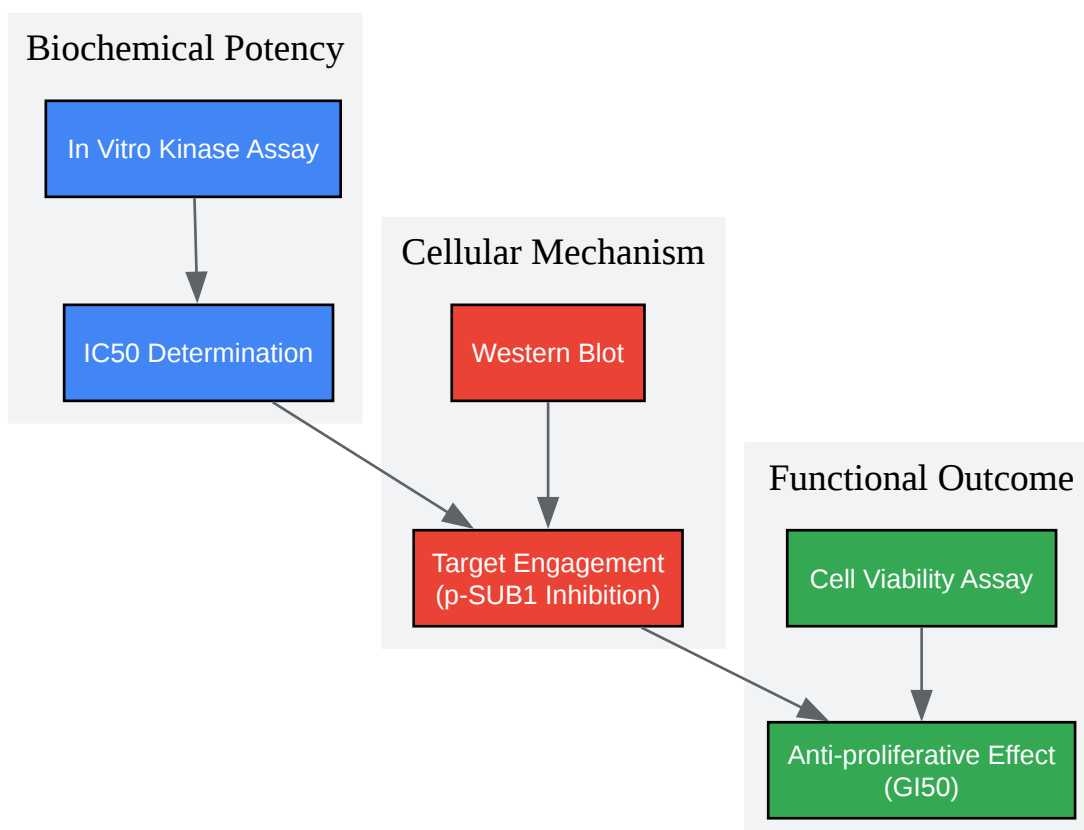 Biochemical Potency
In Vitro Kinase Assay
IC50 Determination
Cellular Mechanism
Western Blot
Target Engagement
(p-SUB1 Inhibition)
Functional Outcome
Cell Viability Assay
Anti-proliferative Effect
(GI50)